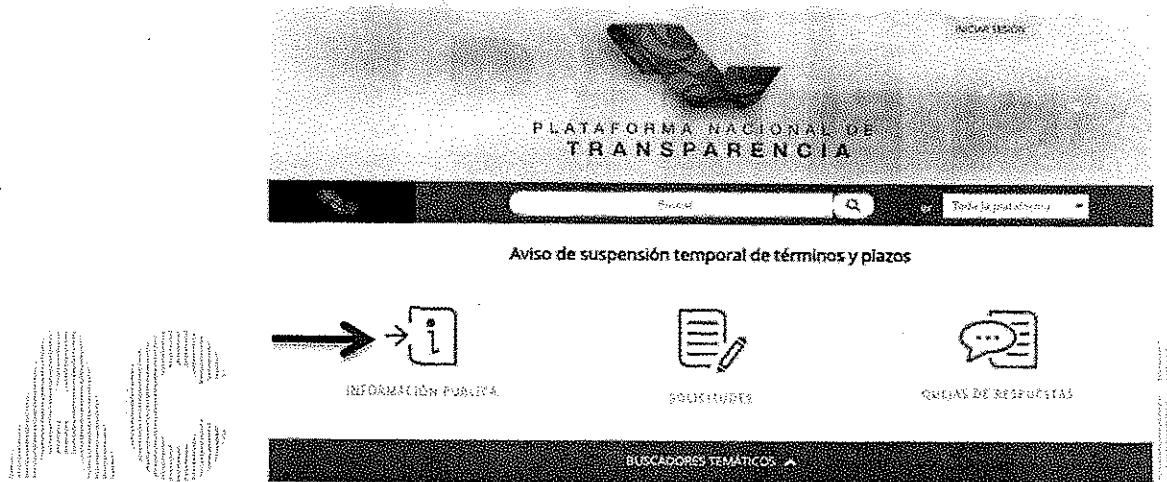 INICIAR SESIÓN
PLATAFORMA NACIONAL DE
TRANSPARENCIA
Buscar
en
Toda la plataforma
Aviso de suspensión temporal de términos y plazos
INFORMACIÓN PÚBLICA
SOLICITUDES
QUEJAS DE RESPUESTAS
AC
BUSCADORES TEMÁTICOS